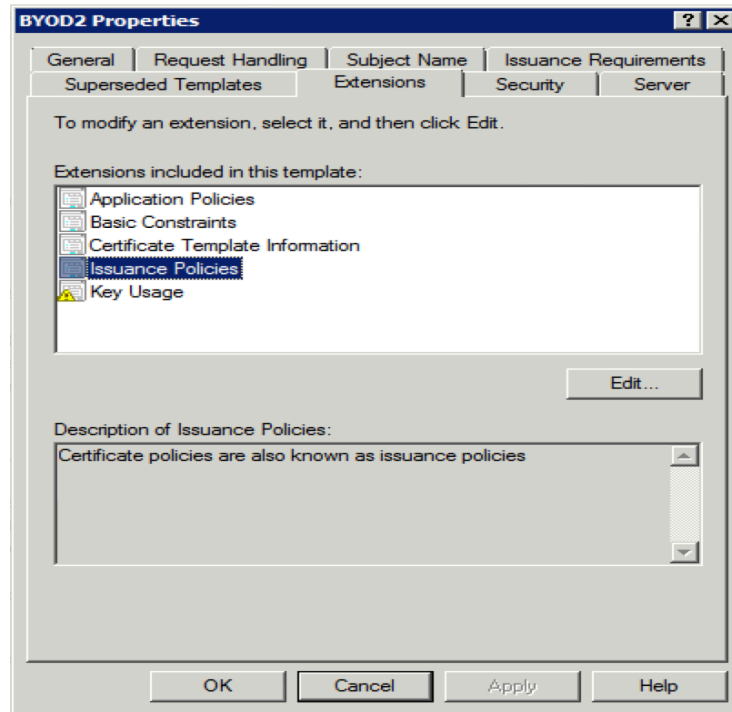 BYOD2 Properties
General Request Handling Subject Name Issuance Requirements
Superseded Templates Extensions Security Server
To modify an extension, select it, and then click Edit.
Extensions included in this template:
Application Policies
Basic Constraints
Certificate Template Information
Issuance Policies
Key Usage
Edit...
Description of Issuance Policies:
Certificate policies are also known as issuance policies
OK Cancel Apply Help